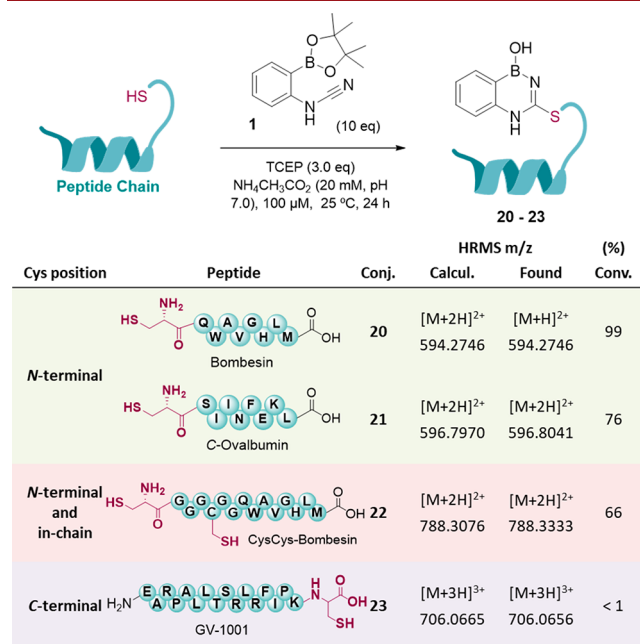 HS
Peptide Chain
O
B
O
N
H
N
1
(10 eq)
TCEP (3.0 eq)
NH4CH3CO2 (20 mM, pH
7.0), 100 μM, 25 ºC, 24 h
OH
B
N
N
H
S
20 - 23
HRMS m/z
(%)
Cys position
Peptide
Conj.
Calcul.
Found
Conv.
N-terminal
NH2
HS
O
Q A G L
W V H M
O
OH
Bombesin
20
[M+2H]2+
594.2746
[M+H]2+
594.2746
99
NH2
HS
O
S I F K
I N E L
O
OH
C-Ovalbumin
21
[M+2H]2+
596.7970
[M+2H]2+
596.8041
76
N-terminal
and
in-chain
NH2
HS
O
G G G Q A G L
G C G W V H M
O
OH
SH
CysCys-Bombesin
22
[M+2H]2+
788.3076
[M+2H]2+
788.3333
66
C-terminal
H2N
E R A L S L F P
A P L T R R I K
H
N
O
OH
SH
GV-1001
23
[M+3H]3+
706.0665
[M+3H]3+
706.0656
< 1